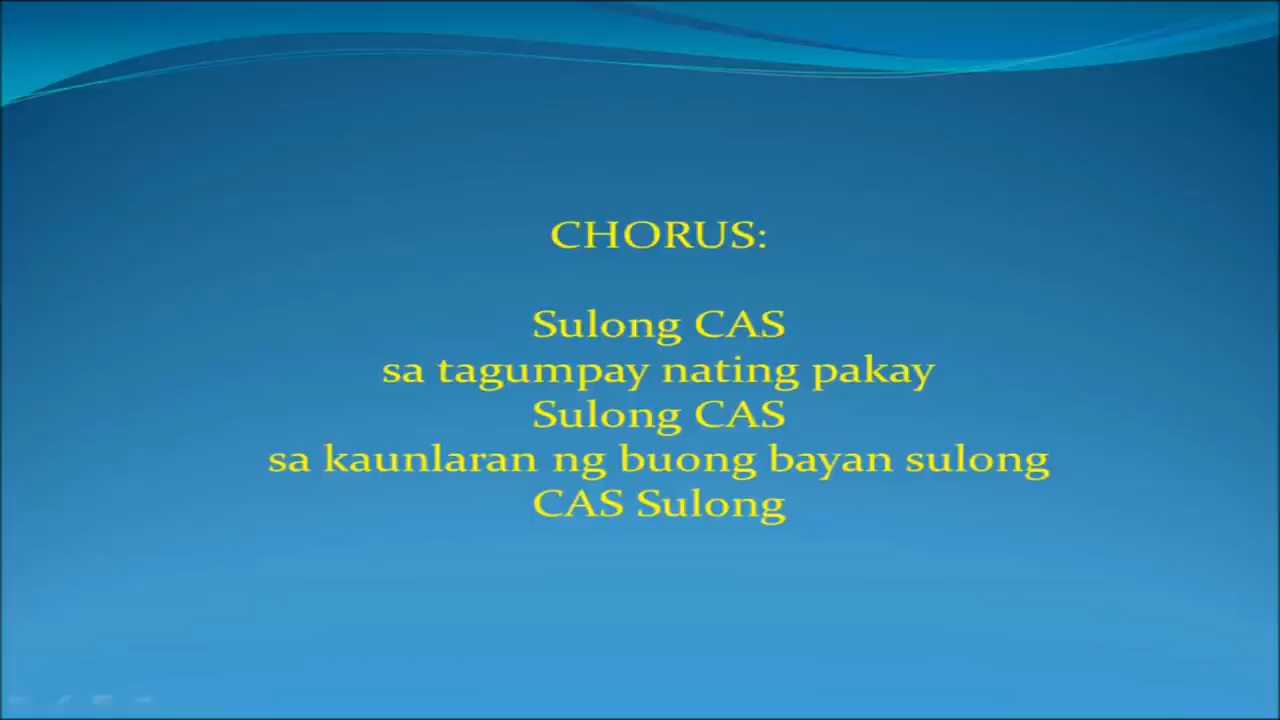 CHORUS:
Sulong CAS
sa tagumpay nating pakay
Sulong CAS
sa kaunlaran ng buong bayan sulong
CAS Sulong